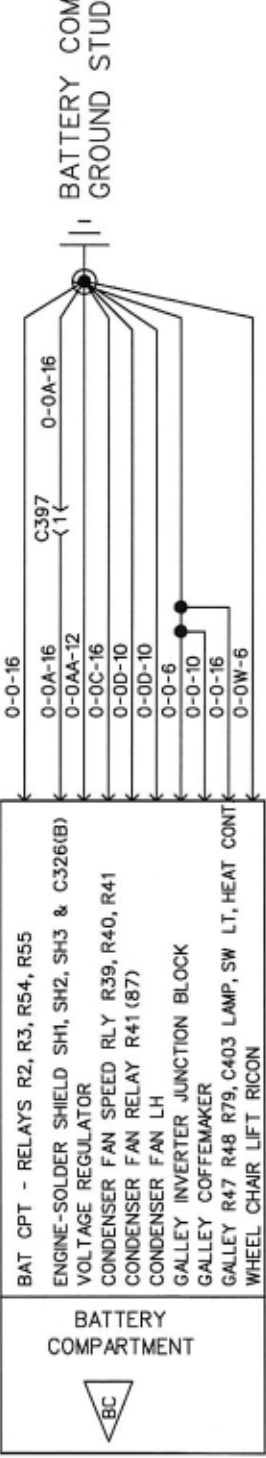 BATTERY COM
GROUND STUD
C397
1
0-0A-16
0-0-16
0-0A-16
0-0AA-12
0-0C-16
0-0D-10
0-0D-10
0-0-6
0-0-10
0-0-16
0-0W-6
BAT CPT - RELAYS R2, R3, R54, R55
ENGINE-SOLDER SHIELD SH1, SH2, SH3 & C326(B)
VOLTAGE REGULATOR
CONDENSER FAN SPEED RLY R39, R40, R41
CONDENSER FAN RELAY R41 (87)
CONDENSER FAN LH
GALLEY INVERTER JUNCTION BLOCK
GALLEY COFFEMAKER
GALLEY R47 R48 R79, C403 LAMP, SW LT, HEAT CONT
WHEEL CHAIR LIFT RICON
BATTERY
COMPARTMENT
BC